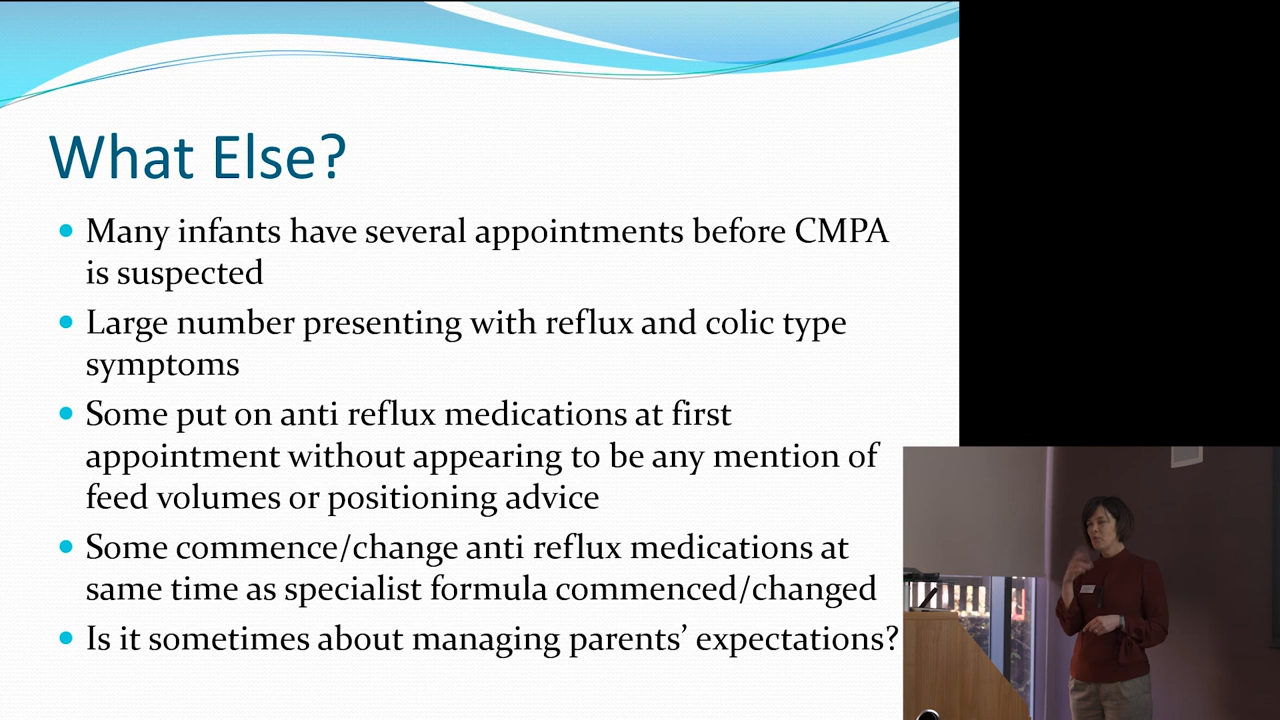 What Else?
Many infants have several appointments before CMPA
is suspected
Large number presenting with reflux and colic type
symptoms
Some put on anti reflux medications at first
appointment without appearing to be any mention of
feed volumes or positioning advice
Some commence/change anti reflux medications at
same time as specialist formula commenced/changed
Is it sometimes about managing parents’ expectations?